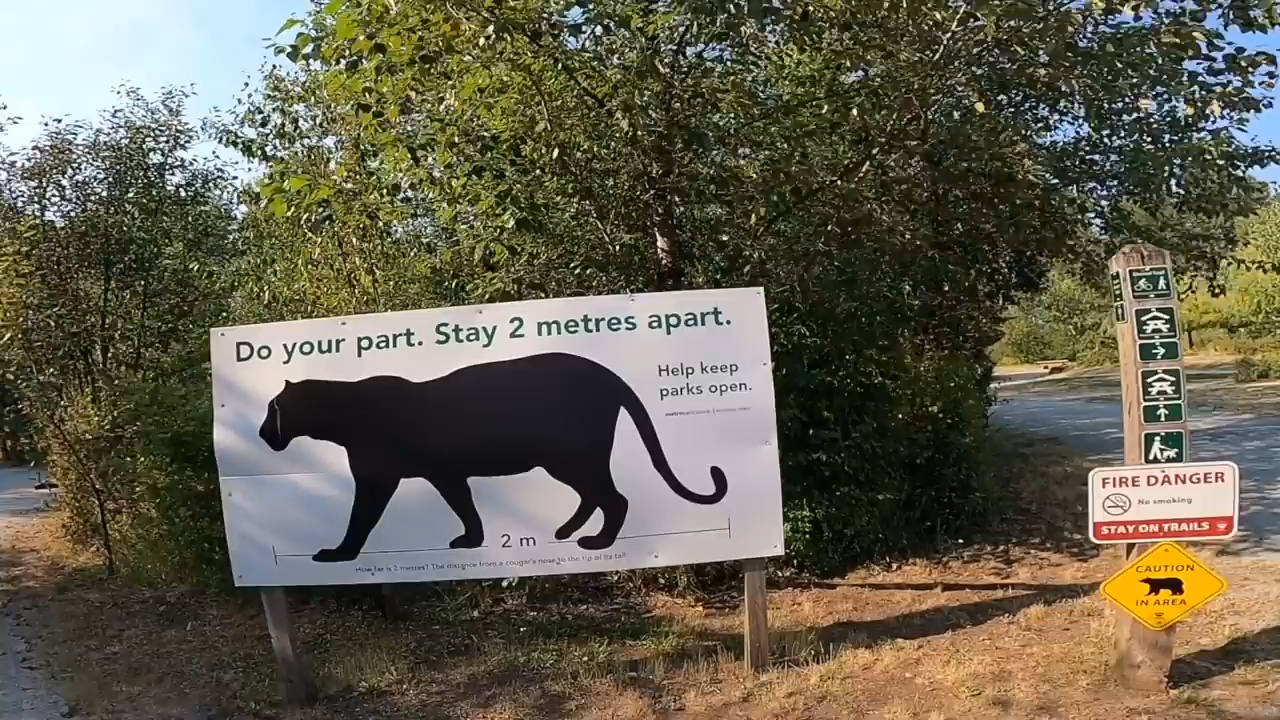 Do your part. Stay 2 metres apart.
Help keep
parks open.
2 m
How far is 2 metres? The distance from a cougar's nose to the tip of its tail
FIRE DANGER
No smoking
STAY ON TRAILS
CAUTION
IN AREA